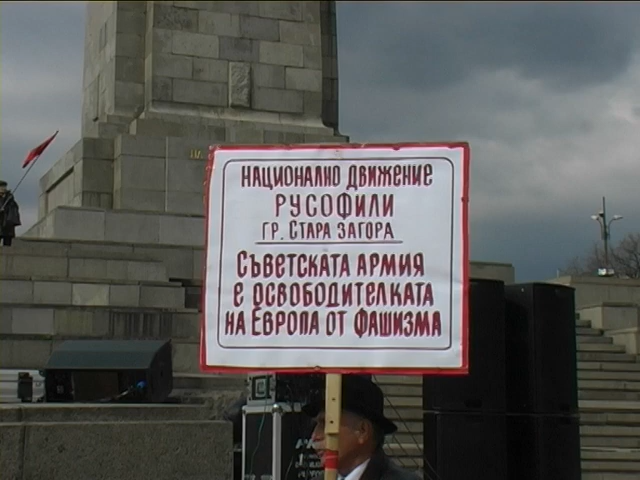 НАЦИОНАЛНО ДВИЖЕНИЕ
РУСОФИЛИ
ГР. СТАРА ЗАГОРА
СЪВЕТСКАТА АРМИЯ
Е ОСВОБОДИТЕЛКАТА
НА ЕВРОПА ОТ ФАШИЗМА